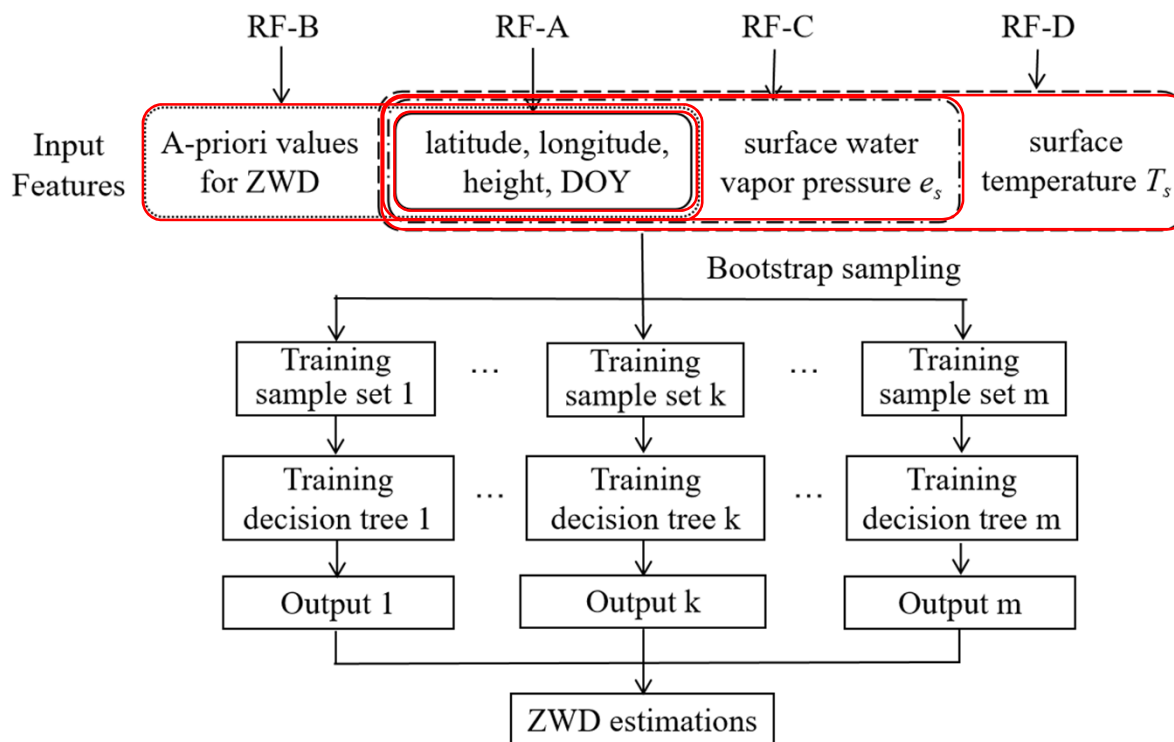 RF-B
RF-A
RF-C
RF-D
Input
Features
A-priori values
for ZWD
latitude, longitude,
height, DOY
surface water
vapor pressure eₛ
surface
temperature Tₛ
Bootstrap sampling
Training
sample set 1
...
Training
sample set k
...
Training
sample set m
Training
decision tree 1
...
Training
decision tree k
...
Training
decision tree m
Output 1
Output k
Output m
ZWD estimations